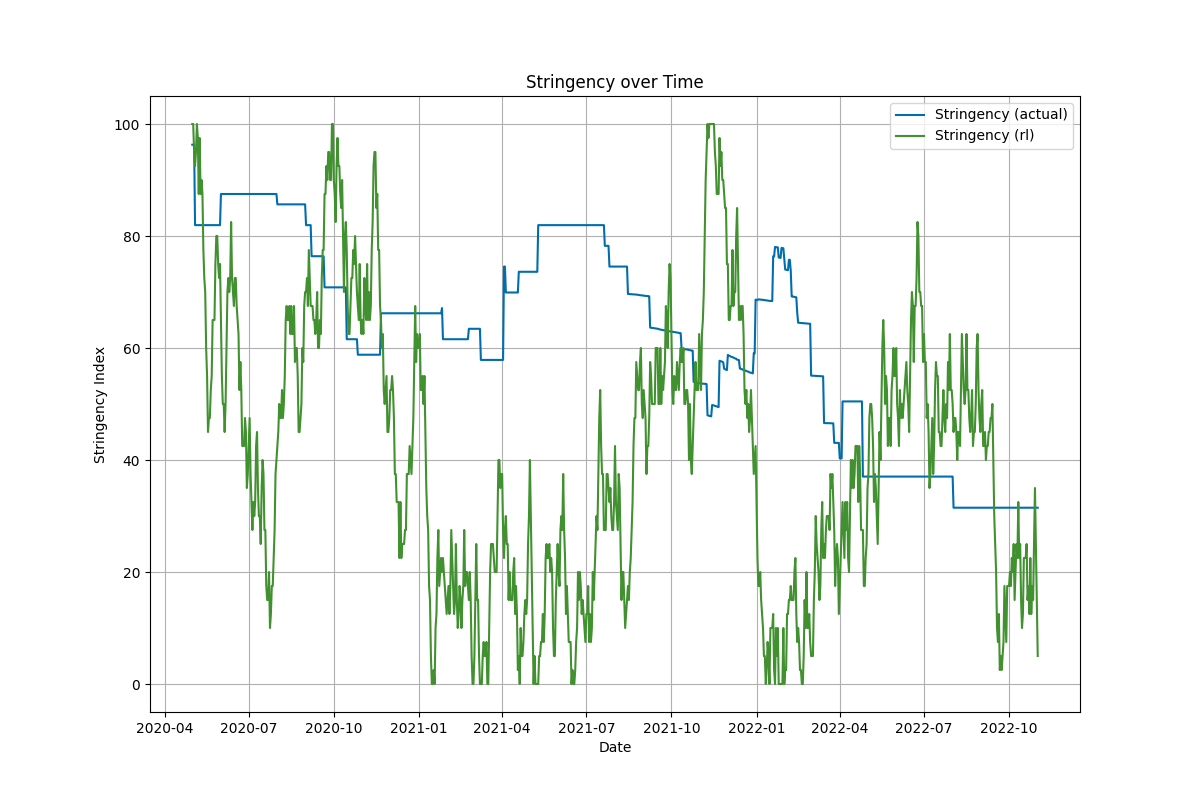 Stringency over Time
Stringency (actual)
Stringency (rl)
Stringency Index
100
80
60
40
20
0
2020-04 2020-07 2020-10 2021-01 2021-04 2021-07 2021-10 2022-01 2022-04 2022-07 2022-10
Date